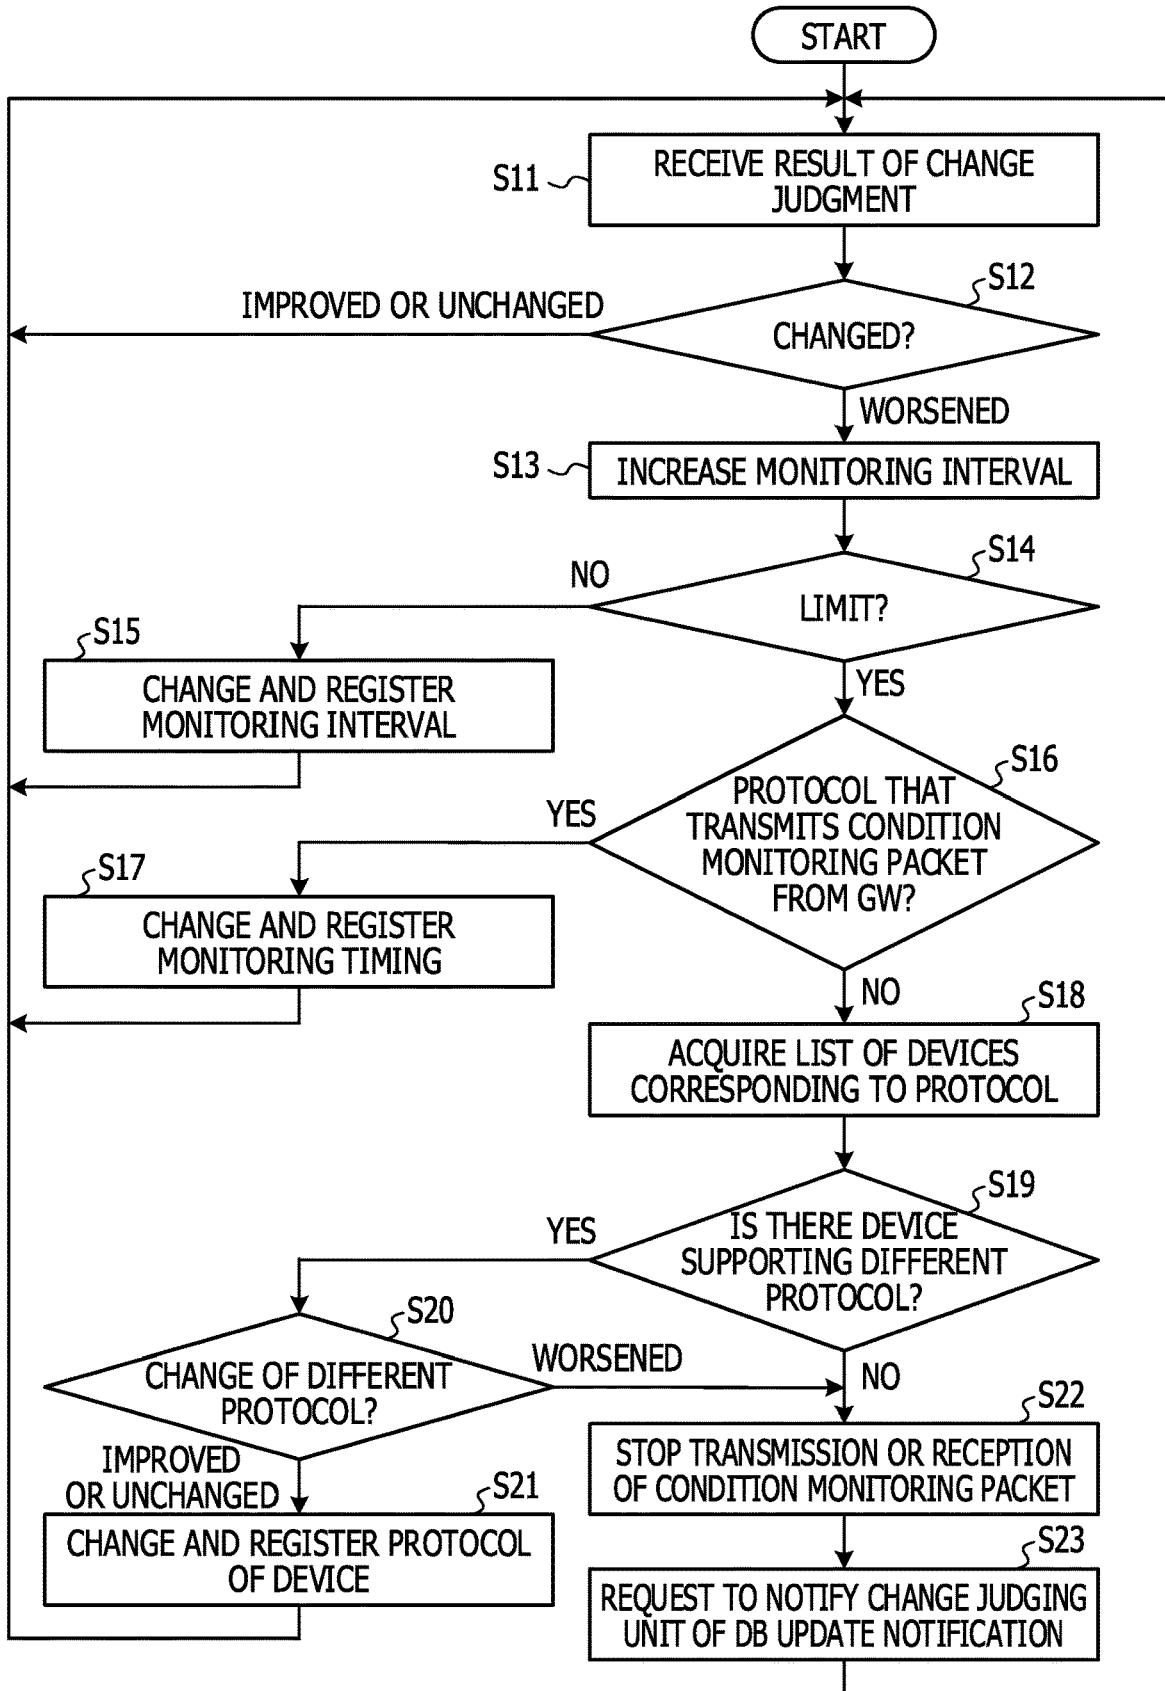 START
S11
RECEIVE RESULT OF CHANGE
JUDGMENT
S12
IMPROVED OR UNCHANGED
CHANGED?
WORSENED
S13
INCREASE MONITORING INTERVAL
S14
NO
LIMIT?
S15
YES
CHANGE AND REGISTER
MONITORING INTERVAL
S16
PROTOCOL THAT
TRANSMITS CONDITION
MONITORING PACKET
FROM GW?
YES
S17
CHANGE AND REGISTER
MONITORING TIMING
NO
S18
ACQUIRE LIST OF DEVICES
CORRESPONDING TO PROTOCOL
S19
YES
IS THERE DEVICE
SUPPORTING DIFFERENT
PROTOCOL?
S20
CHANGE OF DIFFERENT
PROTOCOL?
WORSENED
NO
S22
STOP TRANSMISSION OR RECEPTION
OF CONDITION MONITORING PACKET
IMPROVED
OR UNCHANGED
S21
CHANGE AND REGISTER PROTOCOL
OF DEVICE
S23
REQUEST TO NOTIFY CHANGE JUDGING
UNIT OF DB UPDATE NOTIFICATION